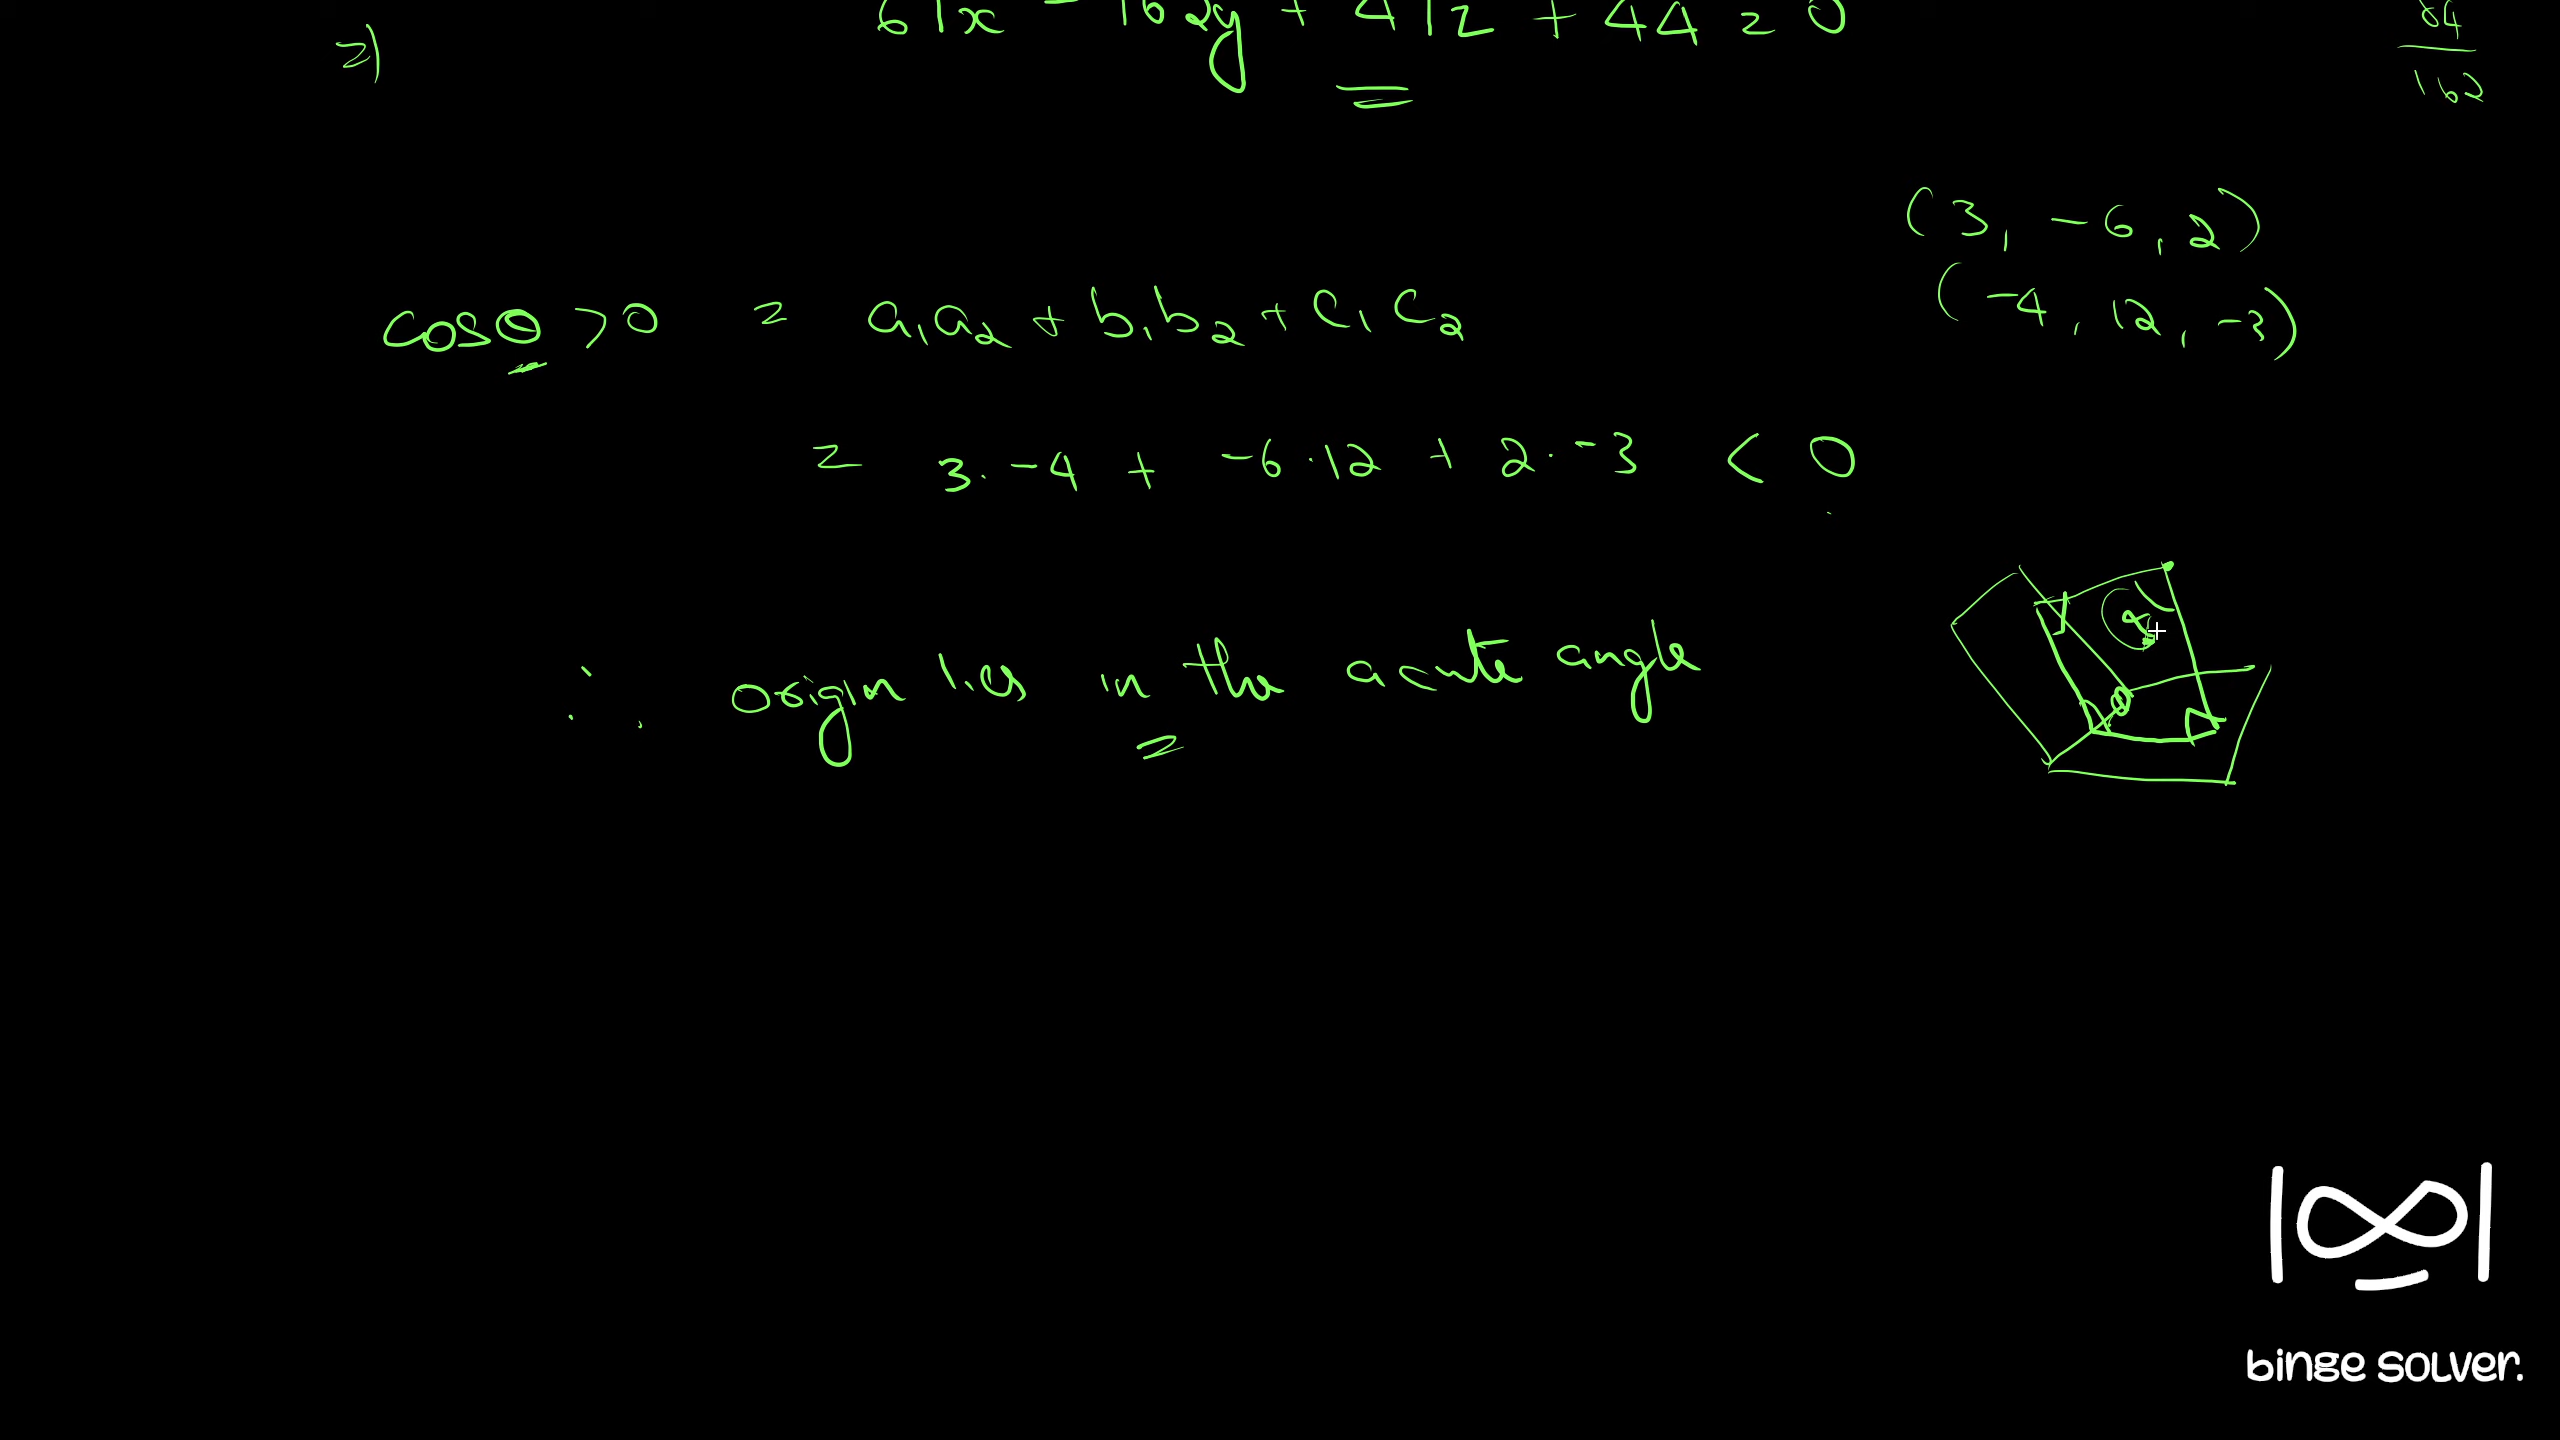 61x - 162y + 41z + 44 = 0
84
162
=)
(3, -6, 2)
(-4, 12, -3)
cosθ > 0 = a₁a₂ + b₁b₂ + c₁c₂
= 3·-4 + -6·12 + 2·-3 < 0
∴ origin lies in the acute angle
α
θ
binge solver.